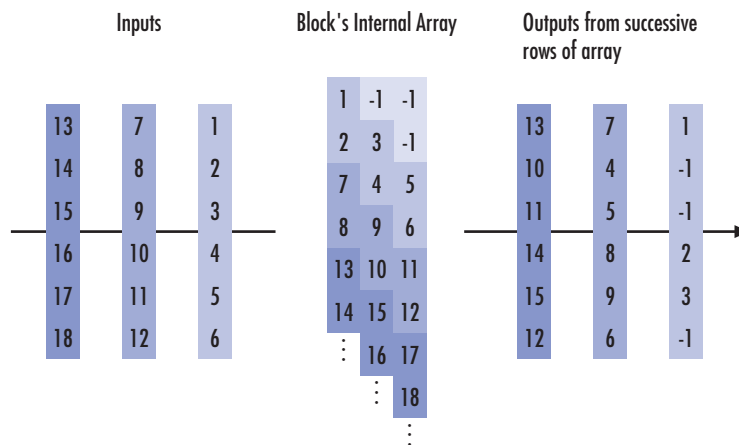 Inputs
Block's Internal Array
Outputs from successive
rows of array
13 7 1
14 8 2
15 9 3
16 10 4
17 11 5
18 12 6
1 -1 -1
2 3 -1
7 4 5
8 9 6
13 10 11
14 15 12
⋮ 16 17
⋮ 18
⋮
13 7 1
10 4 -1
11 5 -1
14 8 2
15 9 3
12 6 -1